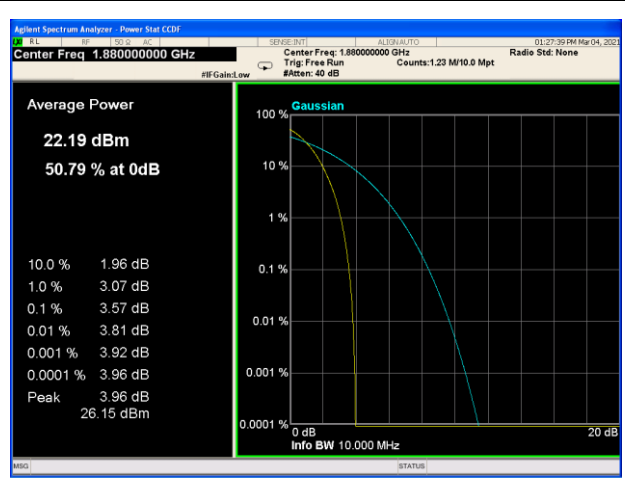 Agilent Spectrum Analyzer - Power Stat CCDF
RL RF 50 Ω AC SENSE:INT ALIGNAUTO 01:27:39 PM Mar 04, 2021
Center Freq 1.880000000 GHz
Center Freq: 1.880000000 GHz Radio Std: None
Trig: Free Run Counts:1.23 M/10.0 Mpt
#IFGain:Low #Atten: 40 dB
Average Power
22.19 dBm
50.79 % at 0dB
10.0 % 1.96 dB
1.0 % 3.07 dB
0.1 % 3.57 dB
0.01 % 3.81 dB
0.001 % 3.92 dB
0.0001 % 3.96 dB
Peak 3.96 dB
26.15 dBm
Gaussian
100 %
10 %
1 %
0.1 %
0.01 %
0.001 %
0.0001 %
0 dB 20 dB
Info BW 10.000 MHz
MSG STATUS